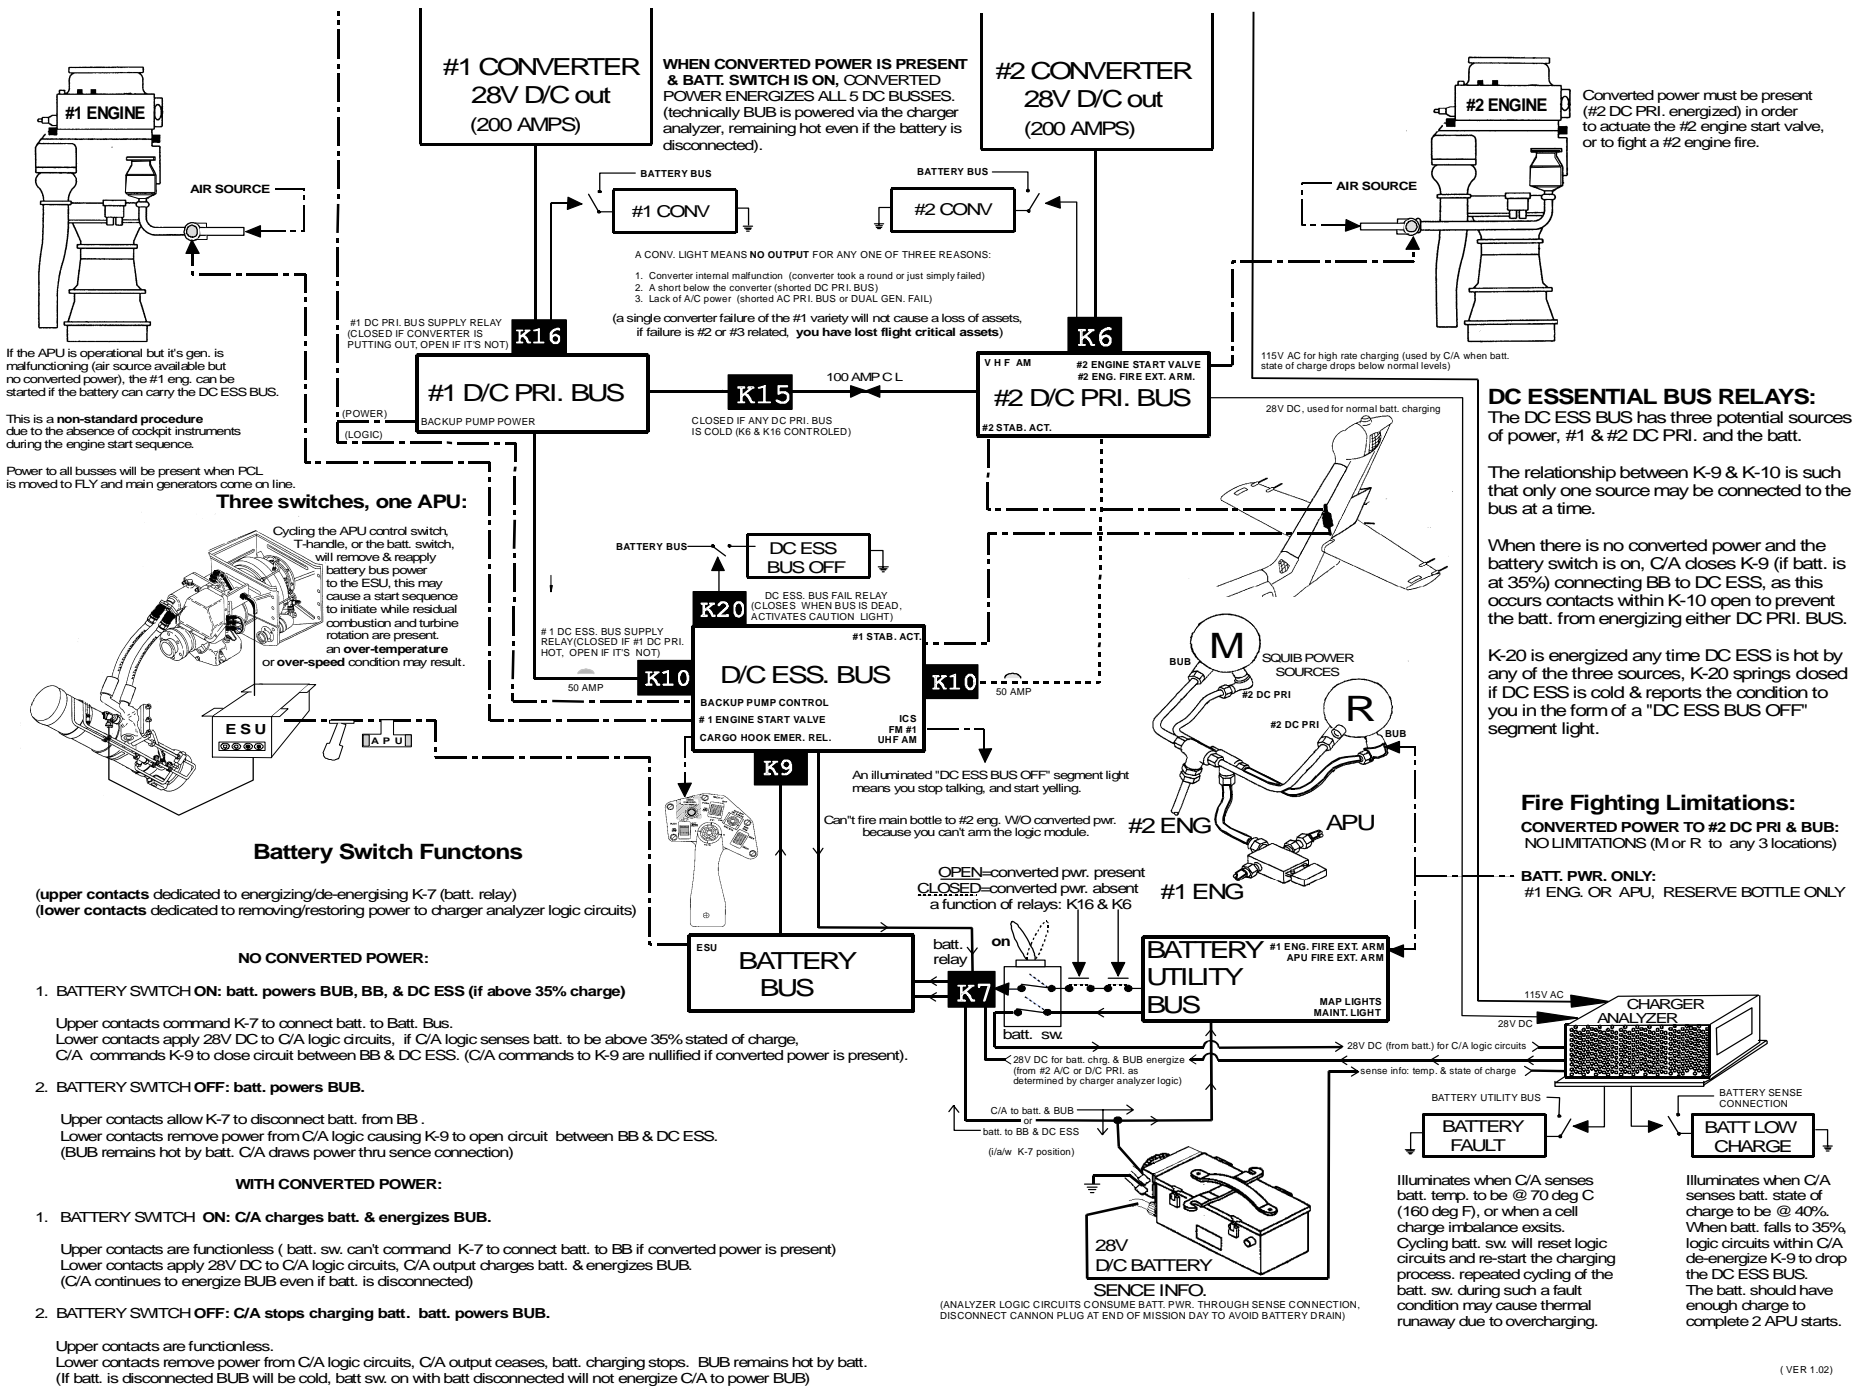 #1 CONVERTER
28V D/C out
(200 AMPS)
WHEN CONVERTED POWER IS PRESENT
& BATT. SWITCH IS ON, CONVERTED
POWER ENERGIZES ALL 5 DC BUSSES.
(technically BUB is powered via the charger
analyzer, remaining hot even if the battery is
disconnected).
#2 CONVERTER
28V D/C out
(200 AMPS)
#1 ENGINE
#2 ENGINE
Converted power must be present
(#2 DC PRI. energized) in order
to actuate the #2 engine start valve,
or to fight a #2 engine fire.
AIR SOURCE
BATTERY BUS
#1 CONV
BATTERY BUS
#2 CONV
AIR SOURCE
A CONV. LIGHT MEANS NO OUTPUT FOR ANY ONE OF THREE REASONS:
1. Converter internal malfunction (converter took a round or just simply failed)
2. A short below the converter (shorted DC PRI. BUS)
3. Lack of A/C power (shorted AC PRI. BUS or DUAL GEN. FAIL)
(a single converter failure of the #1 variety will not cause a loss of assets,
if failure is #2 or #3 related, you have lost flight critical assets)
#1 DC PRI. BUS SUPPLY RELAY
(CLOSED IF CONVERTER IS
PUTTING OUT, OPEN IF IT'S NOT)
K16
K6
If the APU is operational but it's gen. is
malfunctioning (air source available but
no converted power), the #1 eng. can be
started if the battery can carry the DC ESS BUS.
This is a non-standard procedure
due to the absence of cockpit instruments
during the engine start sequence.
Power to all busses will be present when PCL
is moved to FLY and main generators come on line.
#1 D/C PRI. BUS
(POWER)
BACKUP PUMP POWER
(LOGIC)
K15
100 AMP C L
CLOSED IF ANY DC PRI. BUS
IS COLD (K6 & K16 CONTROLED)
V H F AM
#2 ENGINE START VALVE
#2 ENG. FIRE EXT. ARM.
#2 D/C PRI. BUS
#2 STAB. ACT.
115V AC for high rate charging (used by C/A when batt.
state of charge drops below normal levels)
28V DC, used for normal batt. charging
DC ESSENTIAL BUS RELAYS:
The DC ESS BUS has three potential sources
of power, #1 & #2 DC PRI. and the batt.
The relationship between K-9 & K-10 is such
that only one source may be connected to the
bus at a time.
When there is no converted power and the
battery switch is on, C/A closes K-9 (if batt. is
at 35%) connecting BB to DC ESS, as this
occurs contacts within K-10 open to prevent
the batt. from energizing either DC PRI. BUS.
K-20 is energized any time DC ESS is hot by
any of the three sources, K-20 springs closed
if DC ESS is cold & reports the condition to
you in the form of a "DC ESS BUS OFF"
segment light.
Three switches, one APU:
Cycling the APU control switch,
T-handle, or the batt. switch,
will remove & reapply
battery bus power
to the ESU, this may
cause a start sequence
to initiate while residual
combustion and turbine
rotation are present.
an over-temperature
or over-speed condition may result.
BATTERY BUS
DC ESS
BUS OFF
K20
DC ESS. BUS FAIL RELAY
(CLOSES WHEN BUS IS DEAD,
ACTIVATES CAUTION LIGHT)
# 1 DC ESS. BUS SUPPLY
RELAY(CLOSED IF #1 DC PRI.
HOT, OPEN IF IT'S NOT)
#1 STAB. ACT.
D/C ESS. BUS
K10
50 AMP
K10
50 AMP
BACKUP PUMP CONTROL
# 1 ENGINE START VALVE
CARGO HOOK EMER. REL.
ICS
FM #1
UHF AM
K9
E S U
A P U
M
BUB
SQUIB POWER
SOURCES
#2 DC PRI
#2 DC PRI
R
BUB
#2 ENG
APU
#1 ENG
An illuminated "DC ESS BUS OFF" segment light
means you stop talking, and start yelling.
Can"t fire main bottle to #2 eng. W/O converted pwr.
because you can't arm the logic module.
Fire Fighting Limitations:
CONVERTED POWER TO #2 DC PRI & BUB:
NO LIMITATIONS (M or R to any 3 locations)
BATT. PWR. ONLY:
#1 ENG. OR APU, RESERVE BOTTLE ONLY
Battery Switch Functons
(upper contacts dedicated to energizing/de-energising K-7 (batt. relay)
(lower contacts dedicated to removing/restoring power to charger analyzer logic circuits)
NO CONVERTED POWER:
1. BATTERY SWITCH ON: batt. powers BUB, BB, & DC ESS (if above 35% charge)
Upper contacts command K-7 to connect batt. to Batt. Bus.
Lower contacts apply 28V DC to C/A logic circuits, if C/A logic senses batt. to be above 35% stated of charge,
C/A commands K-9 to close circuit between BB & DC ESS. (C/A commands to K-9 are nullified if converted power is present).
2. BATTERY SWITCH OFF: batt. powers BUB.
Upper contacts allow K-7 to disconnect batt. from BB .
Lower contacts remove power from C/A logic causing K-9 to open circuit between BB & DC ESS.
(BUB remains hot by batt. C/A draws power thru sence connection)
WITH CONVERTED POWER:
1. BATTERY SWITCH ON: C/A charges batt. & energizes BUB.
Upper contacts are functionless ( batt. sw. can't command K-7 to connect batt. to BB if converted power is present)
Lower contacts apply 28V DC to C/A logic circuits, C/A output charges batt. & energizes BUB.
(C/A continues to energize BUB even if batt. is disconnected)
2. BATTERY SWITCH OFF: C/A stops charging batt. batt. powers BUB.
Upper contacts are functionless.
Lower contacts remove power from C/A logic circuits, C/A output ceases, batt. charging stops. BUB remains hot by batt.
(If batt. is disconnected BUB will be cold, batt sw. on with batt disconnected will not energize C/A to power BUB)
OPEN=converted pwr. present
CLOSED=converted pwr. absent
a function of relays: K16 & K6
ESU
BATTERY
BUS
batt.
relay
on
K7
batt. sw.
BATTERY
UTILITY
BUS
#1 ENG. FIRE EXT. ARM
APU FIRE EXT. ARM
MAP LIGHTS
MAINT. LIGHT
115V AC
28V DC
CHARGER
ANALYZER
28V DC (from batt.) for C/A logic circuits
28V DC for batt. chrg. & BUB energize
(from #2 A/C or D/C PRI. as
determined by charger analyzer logic)
sense info: temp. & state of charge
C/A to batt. & BUB
or
batt. to BB & DC ESS
(i/a/w K-7 position)
28V
D/C BATTERY
SENCE INFO.
(ANALYZER LOGIC CIRCUITS CONSUME BATT. PWR. THROUGH SENSE CONNECTION,
DISCONNECT CANNON PLUG AT END OF MISSION DAY TO AVOID BATTERY DRAIN)
BATTERY UTILITY BUS
BATTERY
FAULT
BATTERY SENSE
CONNECTION
BATT LOW
CHARGE
Illuminates when C/A senses
batt. temp. to be @ 70 deg C
(160 deg F), or when a cell
charge imbalance exsits.
Cycling batt. sw. will reset logic
circuits and re-start the charging
process. repeated cycling of the
batt. sw. during such a fault
condition may cause thermal
runaway due to overcharging.
Illuminates when C/A
senses batt. state of
charge to be @ 40%.
When batt. falls to 35%,
logic circuits within C/A
de-energize K-9 to drop
the DC ESS BUS.
The batt. should have
enough charge to
complete 2 APU starts.
( VER 1.02)